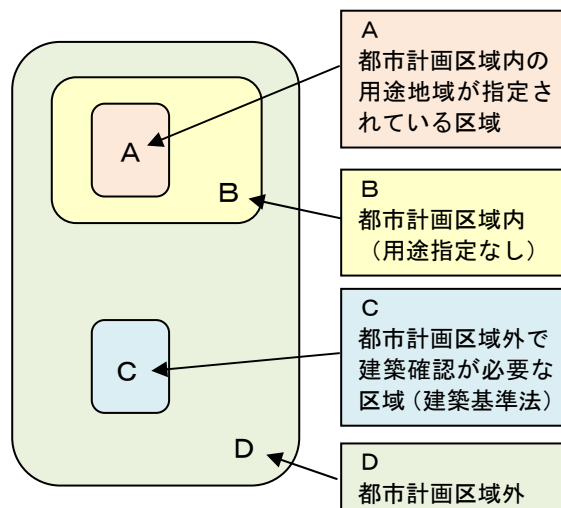 A
B
C
D
A
都市計画区域内の
用途地域が指定さ
れている区域
B
都市計画区域内
（用途指定なし）
C
都市計画区域外で
建築確認が必要な
区域（建築基準法）
D
都市計画区域外